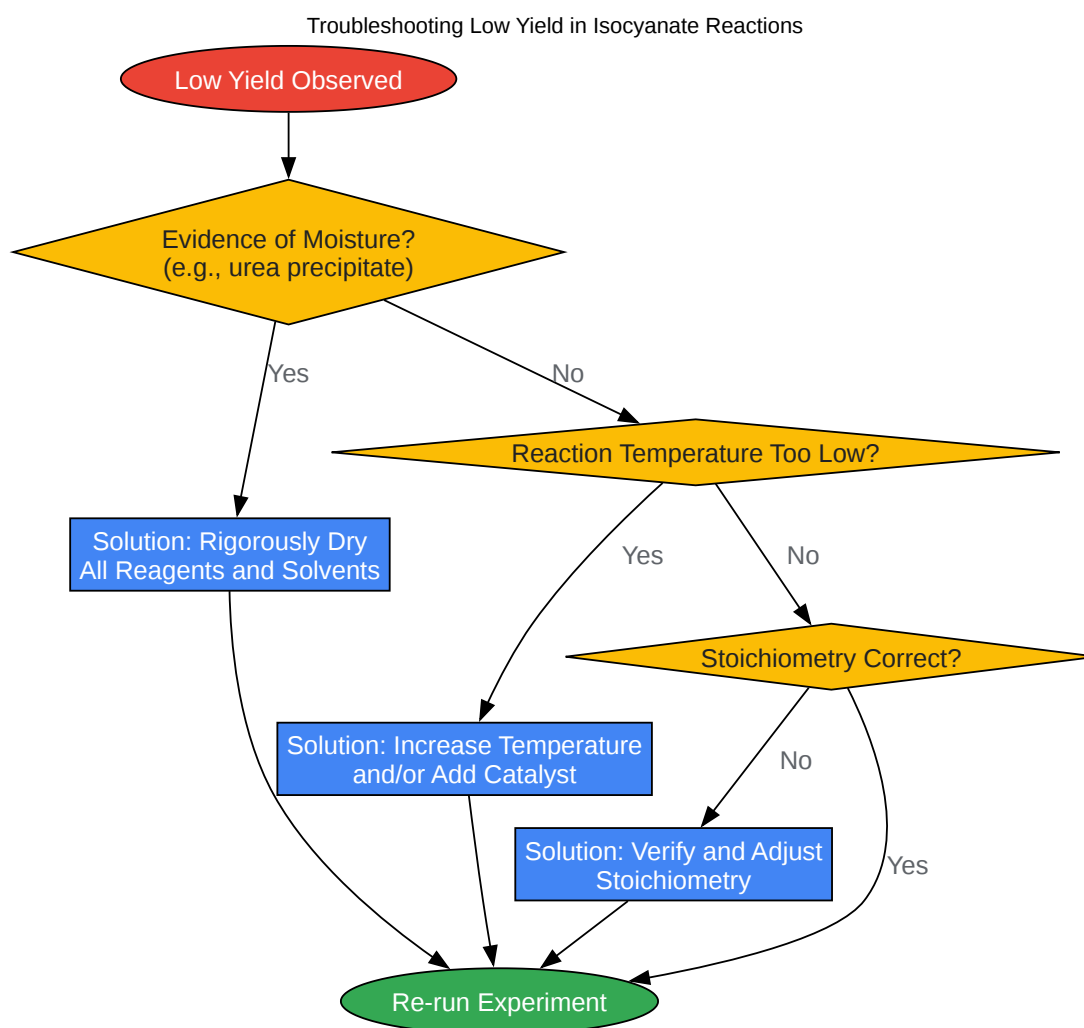 Troubleshooting Low Yield in Isocyanate Reactions
Low Yield Observed
Evidence of Moisture?
(e.g., urea precipitate)
Yes
No
Reaction Temperature Too Low?
Solution: Rigorously Dry
All Reagents and Solvents
Yes
No
Stoichiometry Correct?
Solution: Increase Temperature
and/or Add Catalyst
No
Solution: Verify and Adjust
Stoichiometry
Yes
Re-run Experiment